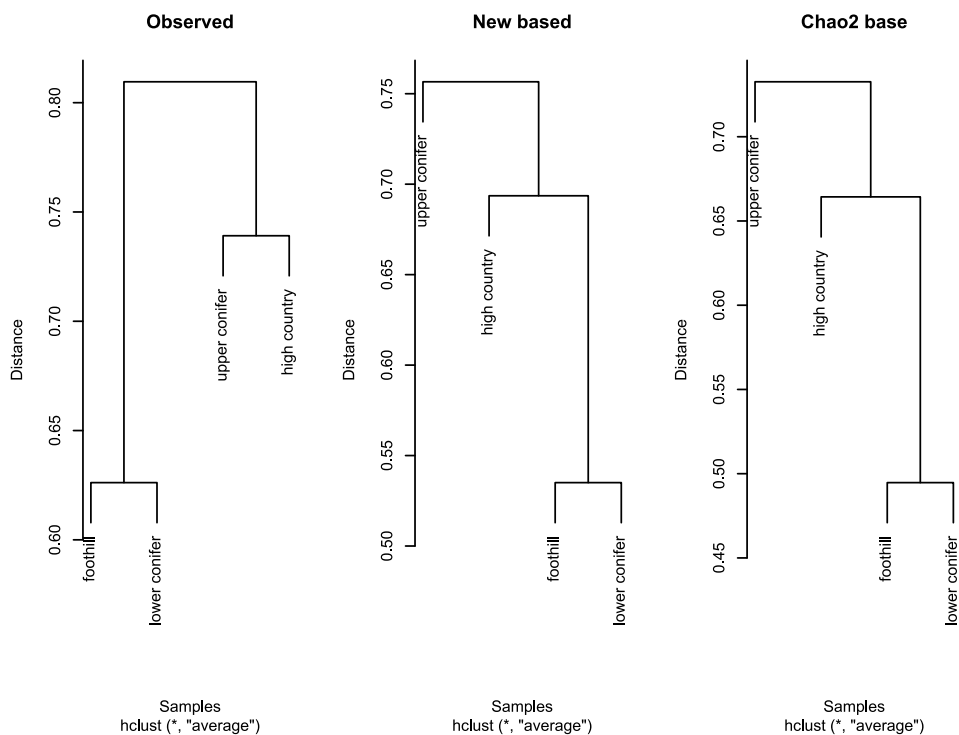 Observed
Distance
0.80
0.75
0.70
0.65
0.60
foothill
lower conifer
upper conifer
high country
Samples
hclust (*, "average")
New based
Distance
0.75
0.70
0.65
0.60
0.55
0.50
upper conifer
high country
foothill
lower conifer
Samples
hclust (*, "average")
Chao2 base
Distance
0.70
0.65
0.60
0.55
0.50
0.45
upper conifer
high country
foothill
lower conifer
Samples
hclust (*, "average")